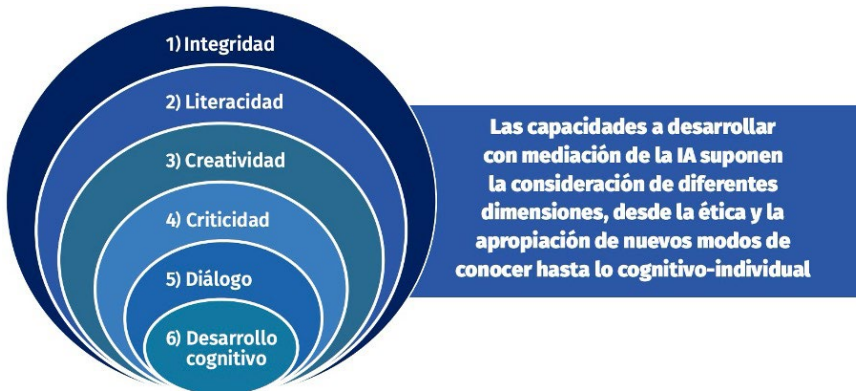 1) Integridad
2) Literacidad
3) Creatividad
4) Criticidad
5) Diálogo
6) Desarrollo
cognitivo
Las capacidades a desarrollar
con mediación de la IA suponen
la consideración de diferentes
dimensiones, desde la ética y la
apropiación de nuevos modos de
conocer hasta lo cognitivo-individual